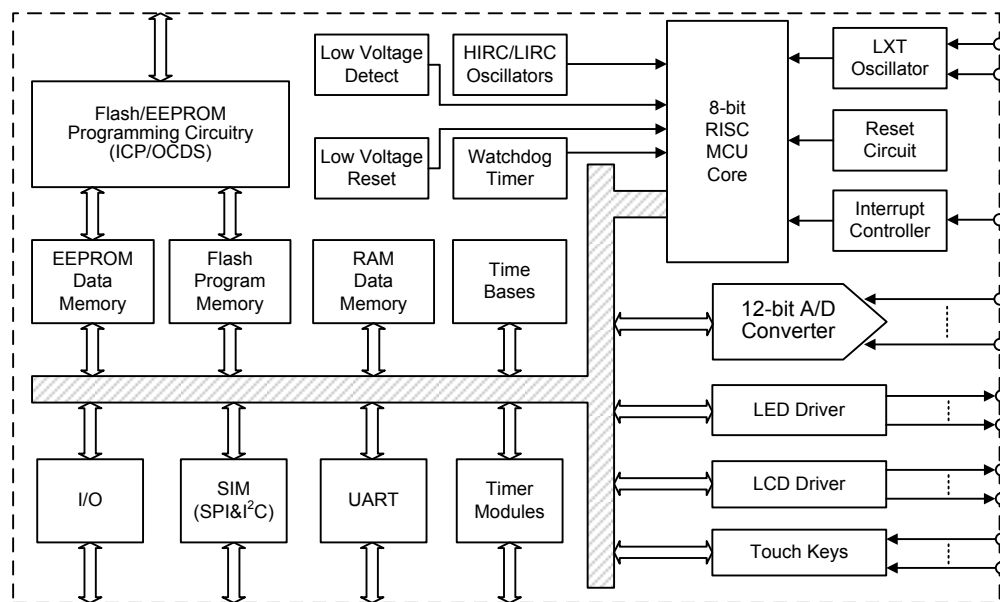 Flash/EEPROM
Programming Circuitry
(ICP/OCDS)
Low Voltage
Detect
HIRC/LIRC
Oscillators
Low Voltage
Reset
Watchdog
Timer
8-bit
RISC
MCU
Core
LXT
Oscillator
Reset
Circuit
Interrupt
Controller
EEPROM
Data
Memory
Flash
Program
Memory
RAM
Data
Memory
Time
Bases
12-bit A/D
Converter
LED Driver
LCD Driver
Touch Keys
I/O
SIM
(SPI&I²C)
UART
Timer
Modules